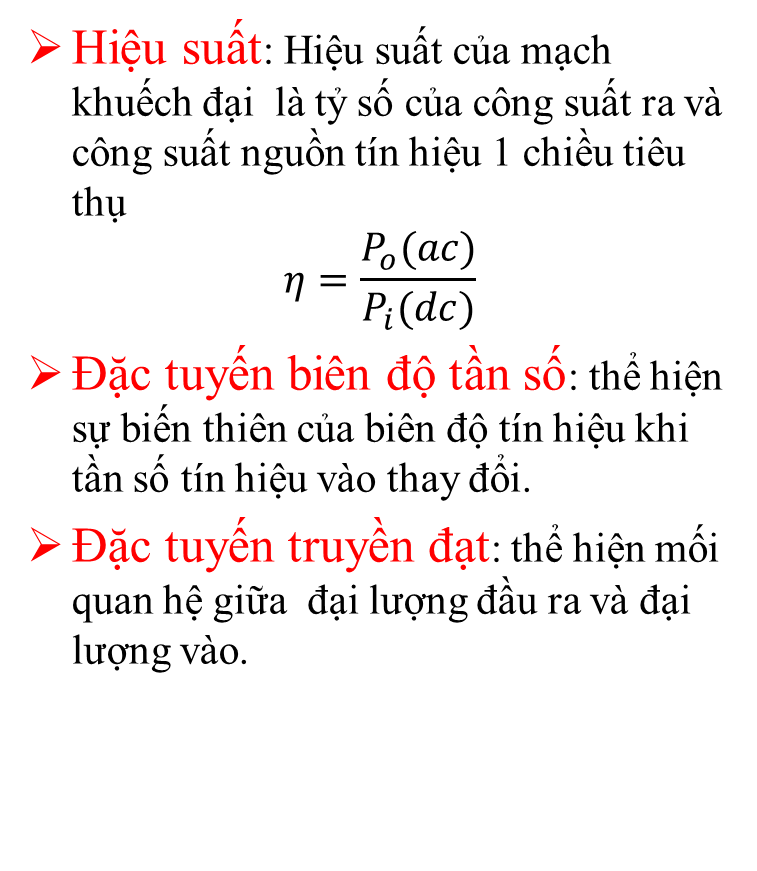 ➢ Hiệu suất: Hiệu suất của mạch
khuếch đại  là tỷ số của công suất ra và
công suất nguồn tín hiệu 1 chiều tiêu
thụ
η = P_o(ac) / P_i(dc)
➢ Đặc tuyến biên độ tần số: thể hiện
sự biến thiên của biên độ tín hiệu khi
tần số tín hiệu vào thay đổi.
➢ Đặc tuyến truyền đạt: thể hiện mối
quan hệ giữa  đại lượng đầu ra và đại
lượng vào.